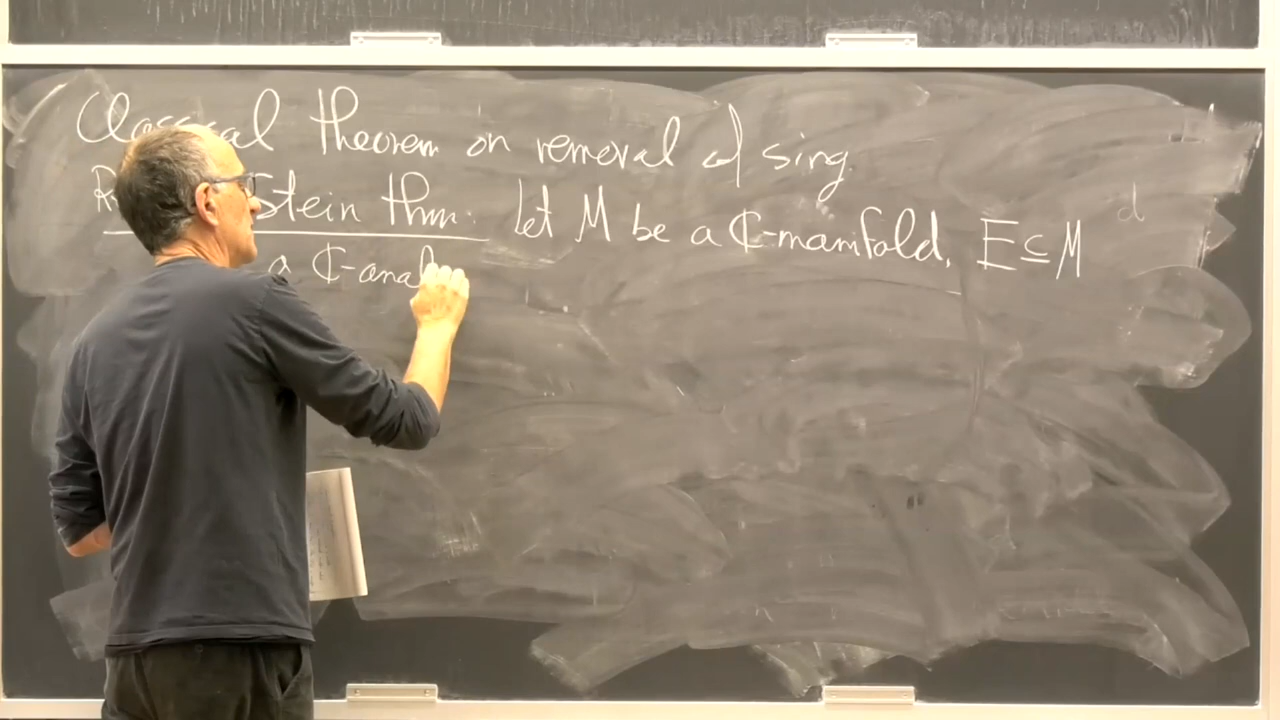 Classical theorem on removal of sing.
Stein thm. Let M be a ℂ-manifold, E ⊆ M
d
a ℂ-anal